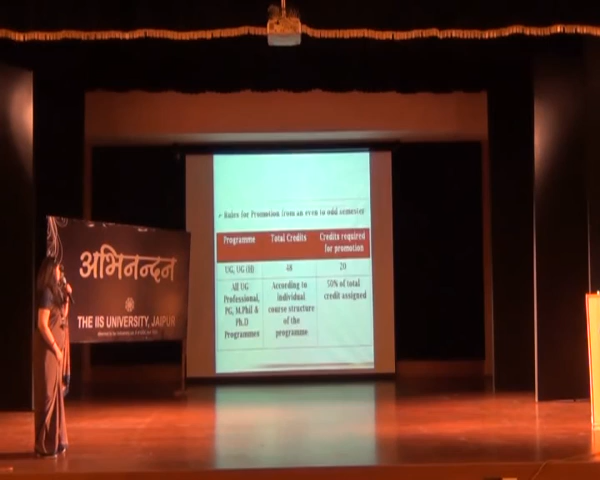 ➢ Rules for Promotion from an even to odd semester
Programme Total Credits Credits required
for promotion
UG, UG (H) 48 20
All UG According to 50% of total
Professional, individual credit assigned
PG, M.Phil & course structure
Ph.D of the
Programmes programme
अभिनन्दन
THE IIS UNIVERSITY, JAIPUR